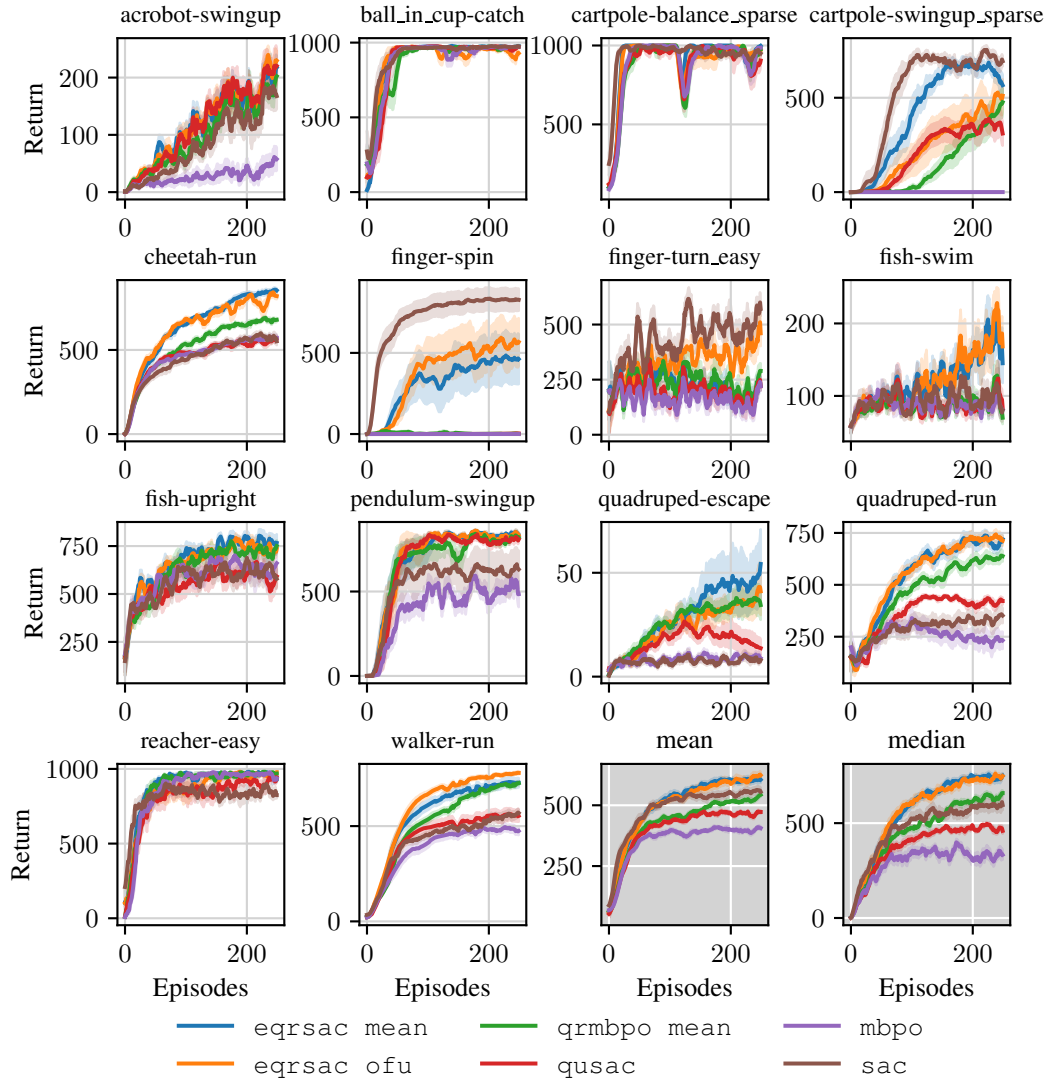 acrobot-swingup ball_in_cup-catch cartpole-balance_sparse cartpole-swingup_sparse
Return
200
100
0
1000
500
0
1000
500
500
0
0 200 0 200 0 200 0 200
cheetah-run finger-spin finger-turn_easy fish-swim
Return
500
0
500
0
500
250
0
200
100
0 200 0 200 0 200 0 200
fish-upright pendulum-swingup quadruped-escape quadruped-run
Return
750
500
250
500
0
50
0
750
500
250
0 200 0 200 0 200 0 200
reacher-easy walker-run mean median
Return
1000
500
0
500
0
500
250
500
0
0 200 0 200 0 200 0 200
Episodes Episodes Episodes Episodes
eqrsac mean qrmbpo mean mbpo
eqrsac ofu qusac sac